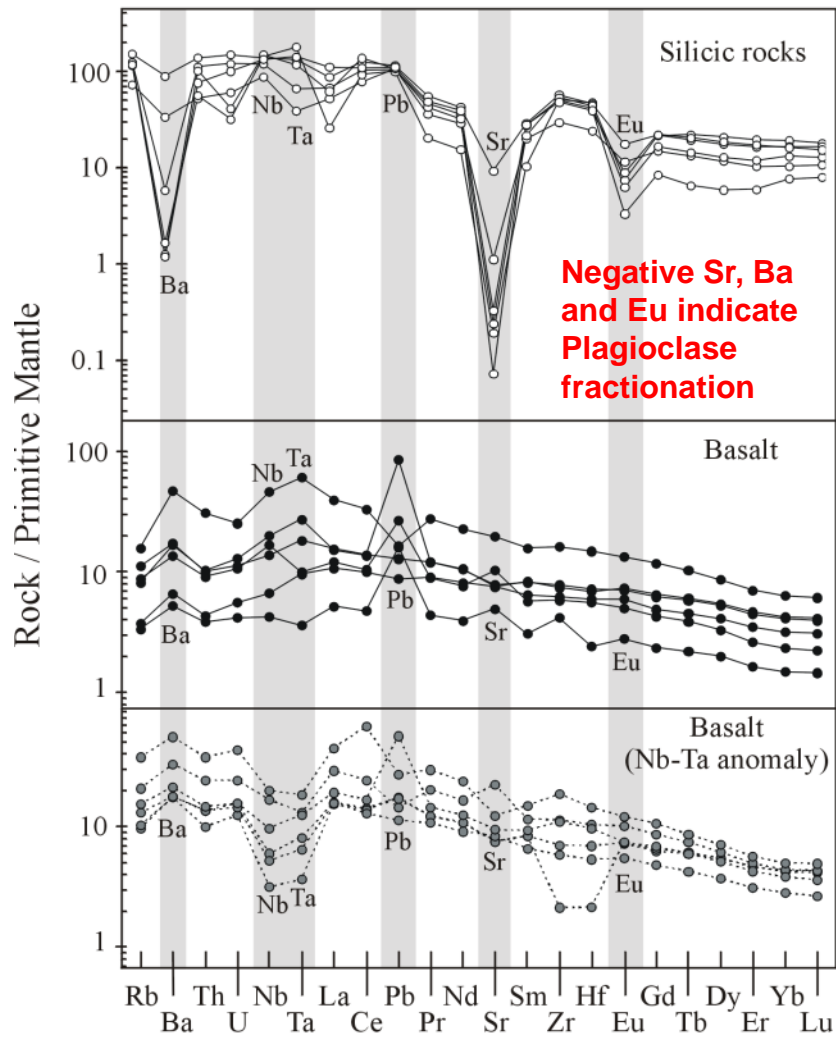 Rock / Primitive Mantle
Silicic rocks
100
10
1
0.1
Ba
Nb
Ta
Pb
Sr
Eu
Negative Sr, Ba
and Eu indicate
Plagioclase
fractionation
Basalt
100
10
1
Ba
Nb
Ta
Pb
Sr
Eu
Basalt
(Nb-Ta anomaly)
10
1
Ba
Nb
Ta
Pb
Sr
Eu
Rb Th Nb La Pb Nd Sm Hf Gd Dy Yb
Ba U Ta Ce Pr Sr Zr Eu Tb Er Lu